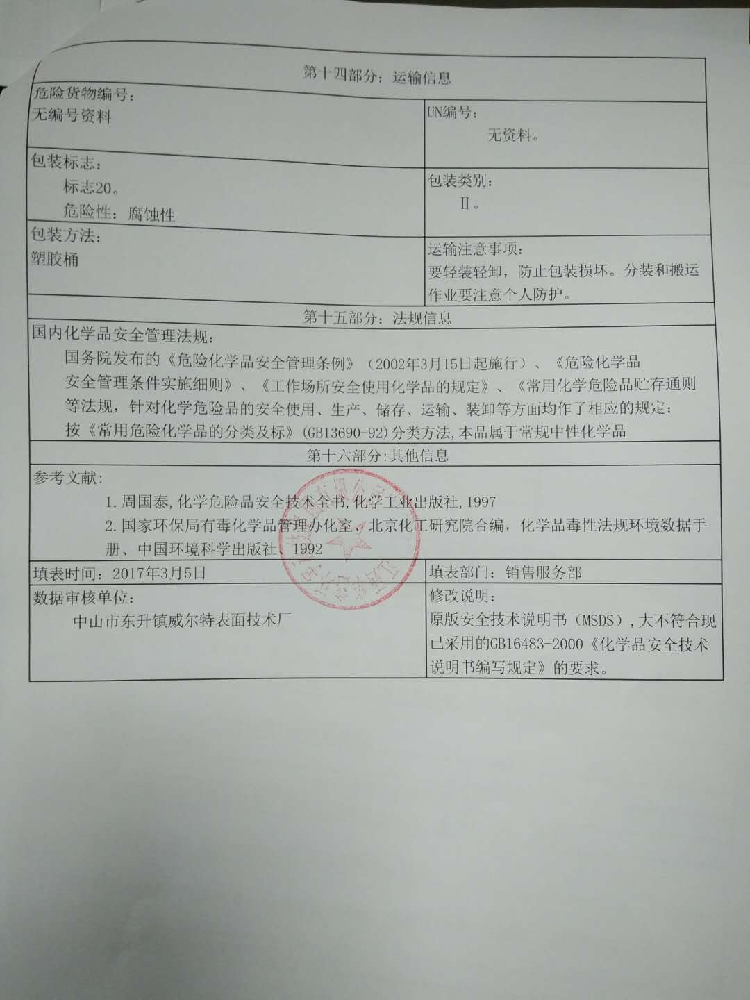 第十四部分：运输信息
危险货物编号：
无编号资料
UN编号：
无资料。
包装标志：
标志20。
危险性：腐蚀性
包装类别：
Ⅱ。
包装方法：
塑胶桶
运输注意事项：
要轻装轻卸，防止包装损坏。分装和搬运
作业要注意个人防护。
第十五部分：法规信息
国内化学品安全管理法规：
国务院发布的《危险化学品安全管理条例》（2002年3月15日起施行）、《危险化学品
安全管理条件实施细则》、《工作场所安全使用化学品的规定》、《常用化学危险品贮存通则
等法规，针对化学危险品的安全使用、生产、储存、运输、装卸等方面均作了相应的规定；
按《常用危险化学品的分类及标》(GB13690-92)分类方法,本品属于常规中性化学品
第十六部分:其他信息
参考文献:
1.周国泰,化学危险品安全技术全书,化学工业出版社,1997
2.国家环保局有毒化学品管理办化室、北京化工研究院合编，化学品毒性法规环境数据手
册、中国环境科学出版社、1992
填表时间：2017年3月5日
填表部门：销售服务部
数据审核单位：
中山市东升镇威尔特表面技术厂
修改说明：
原版安全技术说明书（MSDS）,大不符合现
已采用的GB16483-2000《化学品安全技术
说明书编写规定》的要求。